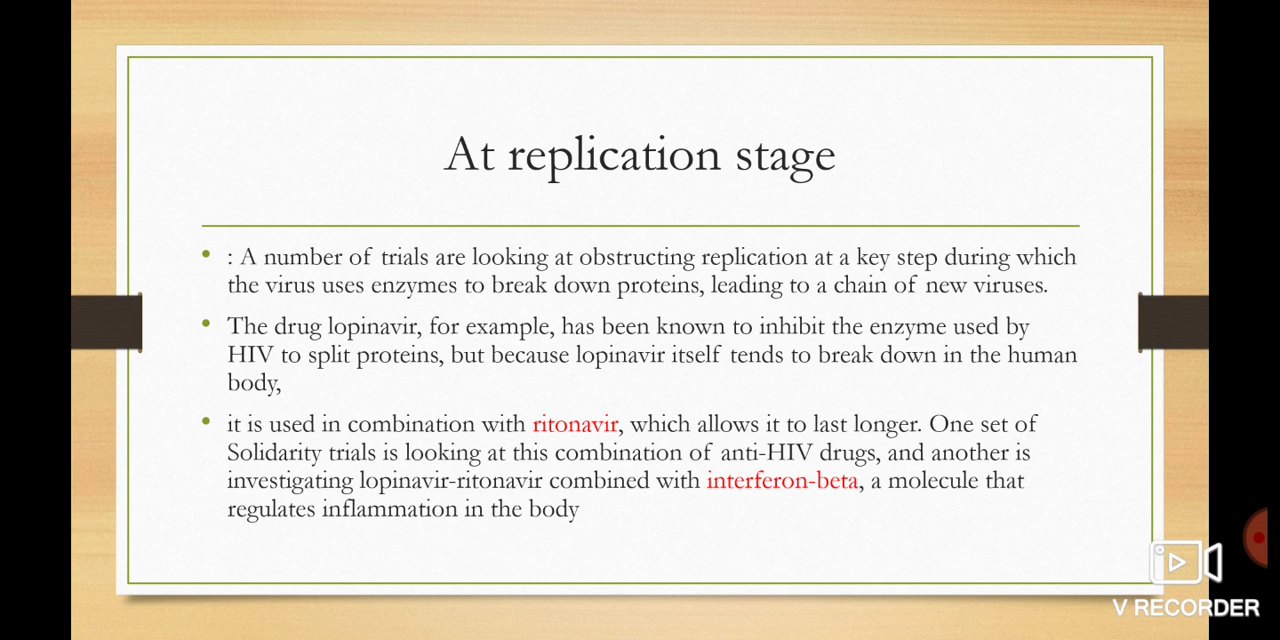 At replication stage
• : A number of trials are looking at obstructing replication at a key step during which
the virus uses enzymes to break down proteins, leading to a chain of new viruses.
• The drug lopinavir, for example, has been known to inhibit the enzyme used by
HIV to split proteins, but because lopinavir itself tends to break down in the human
body,
• it is used in combination with ritonavir, which allows it to last longer. One set of
Solidarity trials is looking at this combination of anti-HIV drugs, and another is
investigating lopinavir-ritonavir combined with interferon-beta, a molecule that
regulates inflammation in the body
V RECORDER